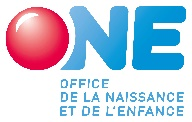 ONE
OFFICE
DE LA NAISSANCE
ET DE L'ENFANCE